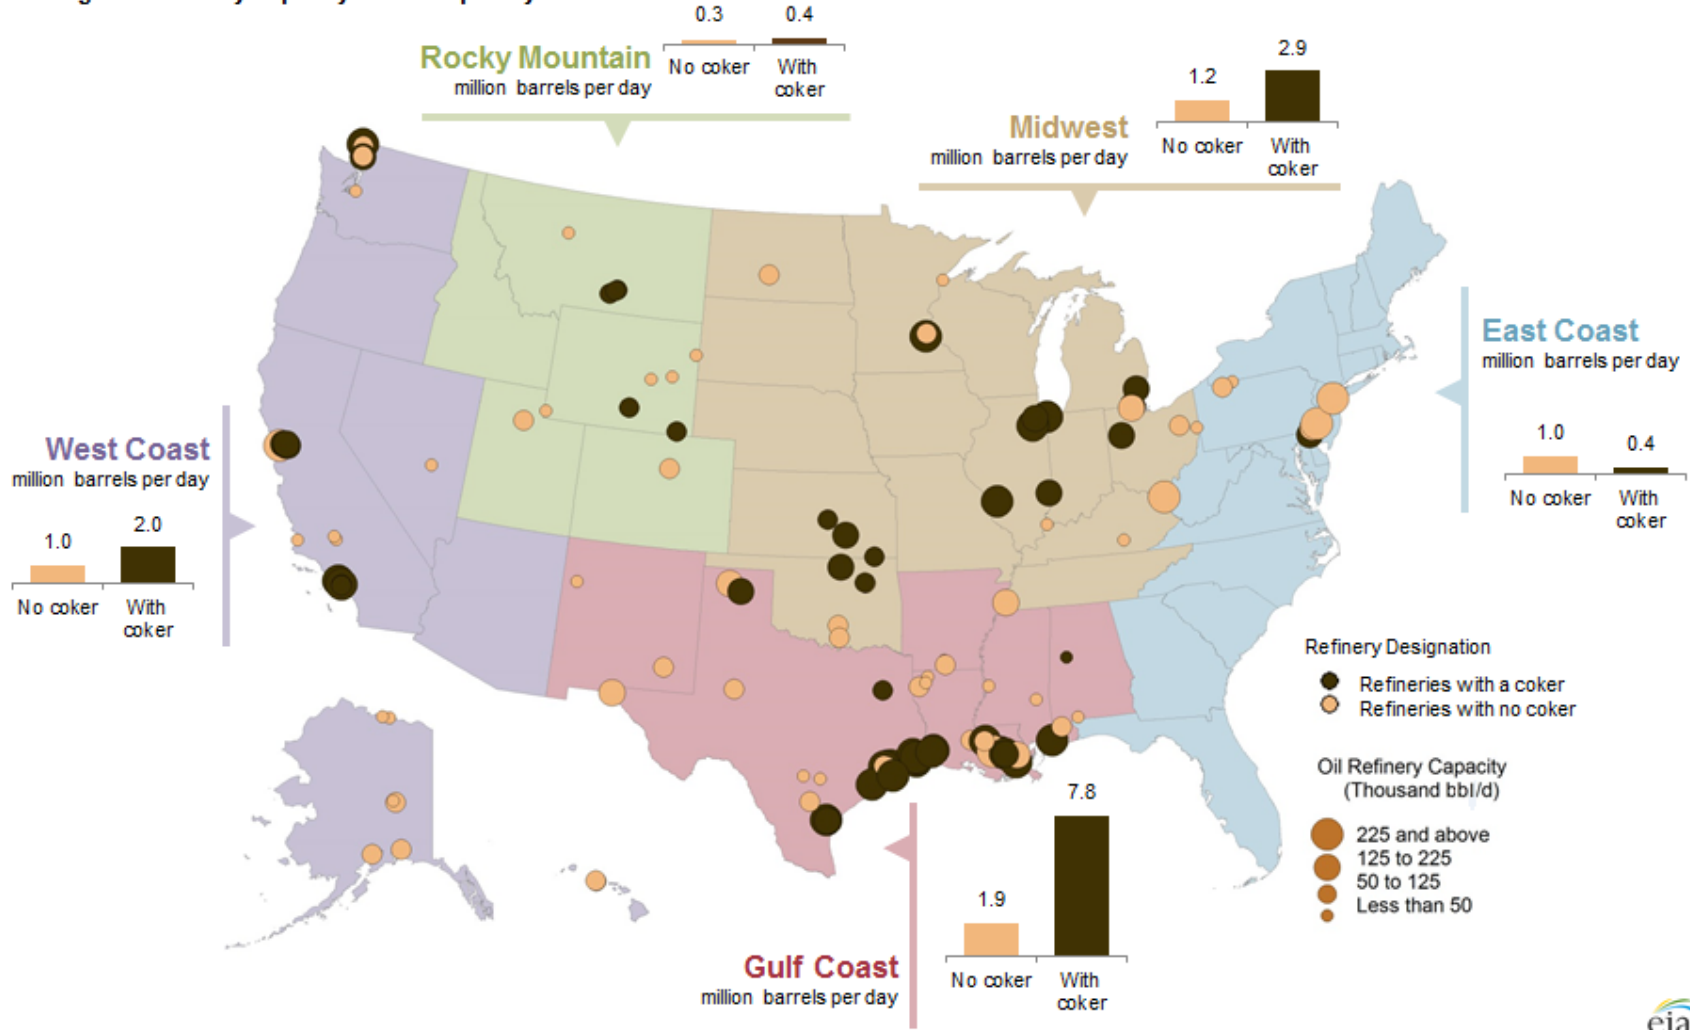 0.3 0.4
Rocky Mountain
million barrels per day
No coker With
coker
2.9
1.2
Midwest
million barrels per day
No coker With
coker
East Coast
million barrels per day
1.0 0.4
No coker With
coker
West Coast
million barrels per day
1.0 2.0
No coker With
coker
Refinery Designation
Refineries with a coker
Refineries with no coker
Oil Refinery Capacity
(Thousand bbl/d)
225 and above
125 to 225
50 to 125
Less than 50
7.8
1.9
Gulf Coast
million barrels per day
No coker With
coker
eia